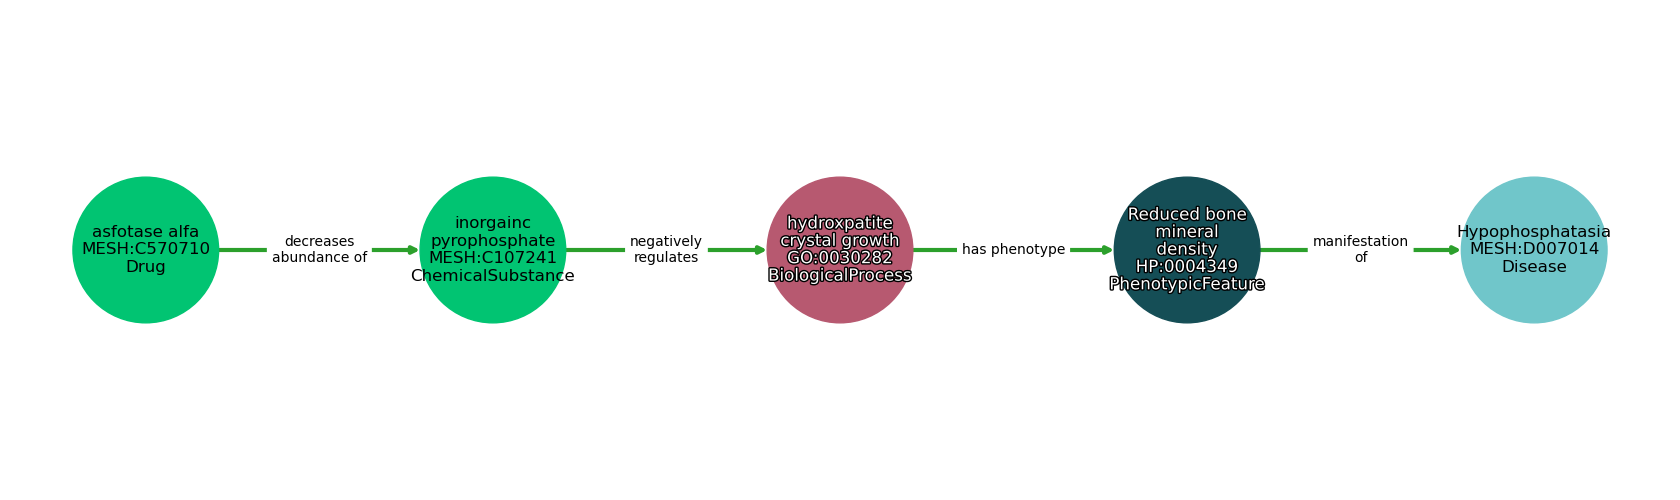 asfotase alfa
MESH:C570710
Drug
decreases
abundance of
inorgainc
pyrophosphate
MESH:C107241
ChemicalSubstance
negatively
regulates
hydroxpatite
crystal growth
GO:0030282
BiologicalProcess
has phenotype
Reduced bone
mineral
density
HP:0004349
PhenotypicFeature
manifestation
of
Hypophosphatasia
MESH:D007014
Disease